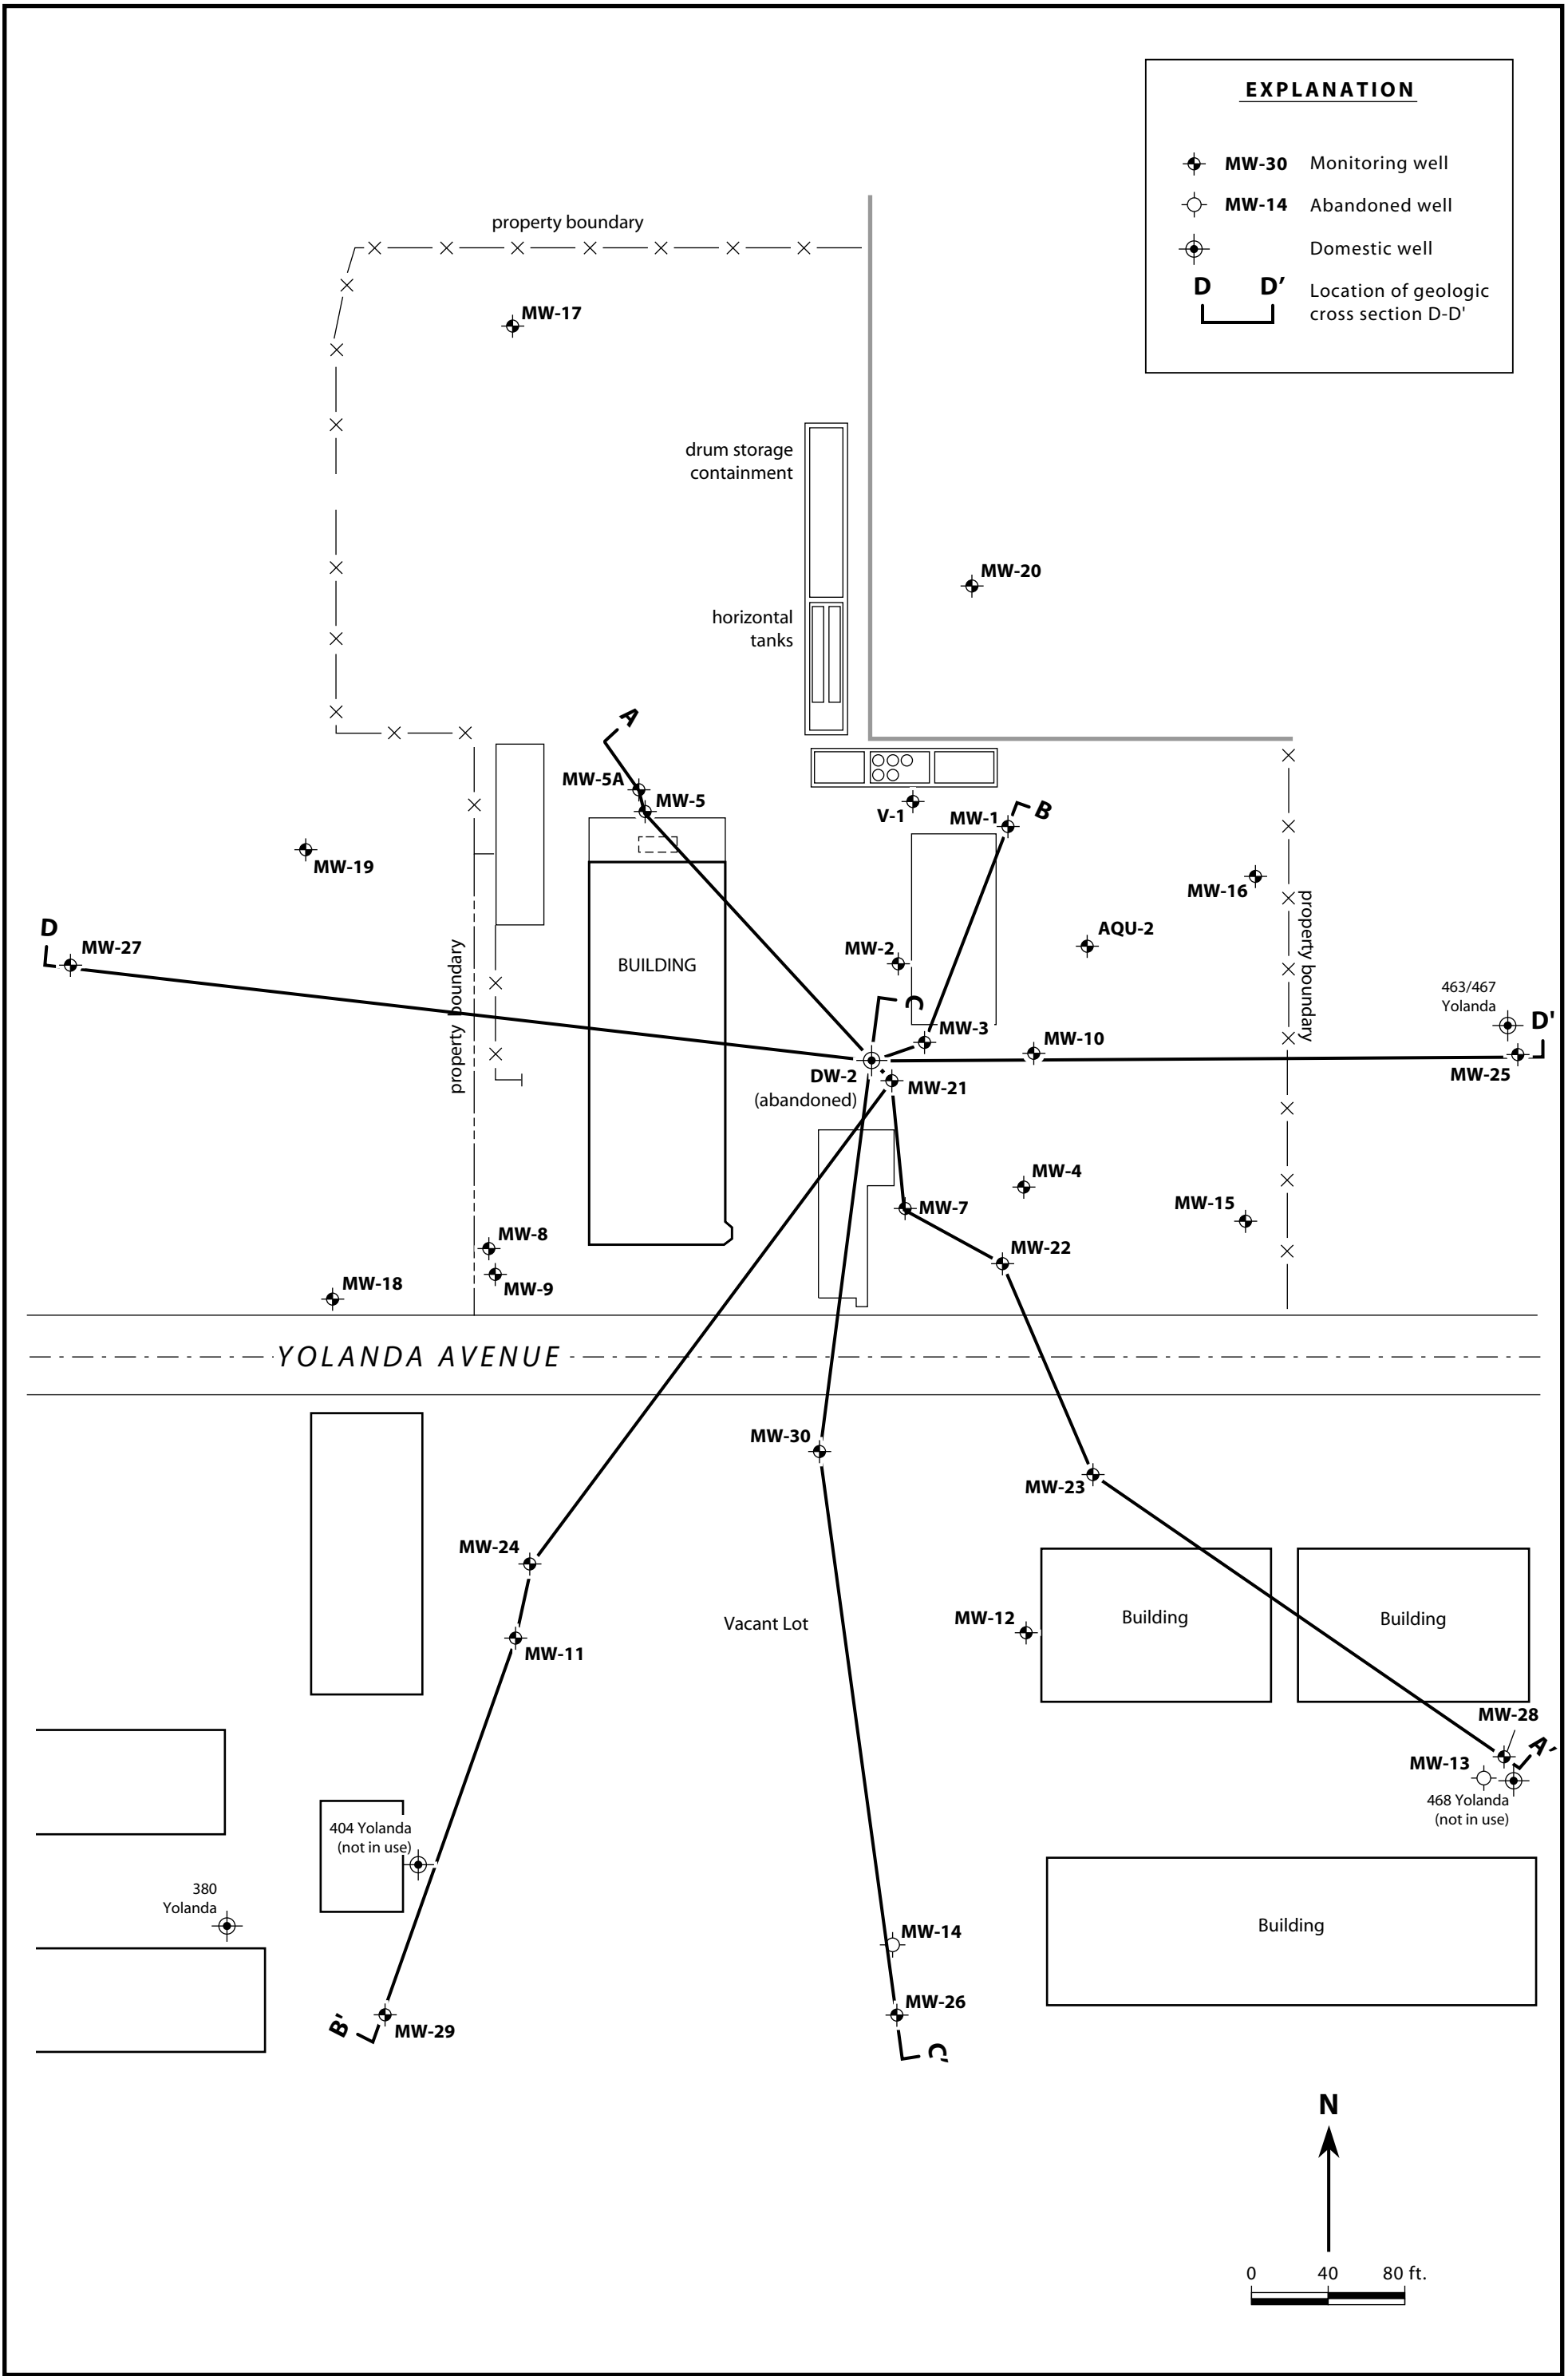 EXPLANATION
MW-30 Monitoring well
MW-14 Abandoned well
Domestic well
D D’ Location of geologic
cross section D-D'
property boundary
MW-17
drum storage
containment
MW-20
horizontal
tanks
A
MW-5A
MW-5
V-1
MW-1
B
MW-19
MW-16
property boundary
AQU-2
MW-2
D
MW-27
BUILDING
property boundary
463/467
Yolanda
C
D'
MW-3
MW-10
MW-25
DW-2
(abandoned)
MW-21
MW-4
MW-15
MW-7
MW-8
MW-22
MW-9
MW-18
YOLANDA AVENUE
MW-30
MW-23
MW-24
Vacant Lot
MW-12
Building
Building
MW-11
MW-28
A’
MW-13
468 Yolanda
(not in use)
404 Yolanda
(not in use)
380
Yolanda
MW-14
Building
MW-26
B'
MW-29
C'
N
0 40 80 ft.